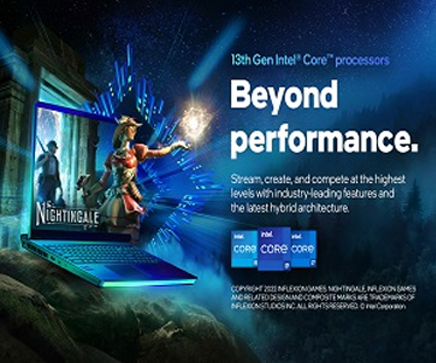 13th Gen Intel® Core™ processors
Beyond
performance.
Stream, create, and compete at the highest
levels with industry-leading features and
the latest hybrid architecture.
NIGHTINGALE
intel
CORE
intel
CORE
intel
CORE
COPYRIGHT 2022 INFLEXION GAMES. NIGHTINGALE, INFLEXION GAMES
AND RELATED DESIGN AND COMPOSITE MARKS ARE TRADEMARKS OF
INFLEXION STUDIOS INC. ALL RIGHTS RESERVED. © Intel Corporation